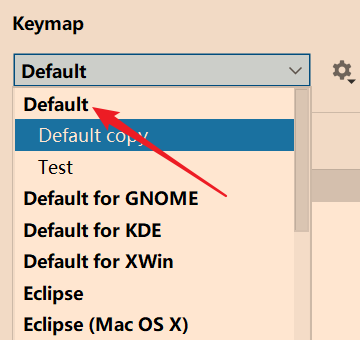 Keymap
Default
Default
Default copy
Test
Default for GNOME
Default for KDE
Default for XWin
Eclipse
Eclipse (Mac OS X)